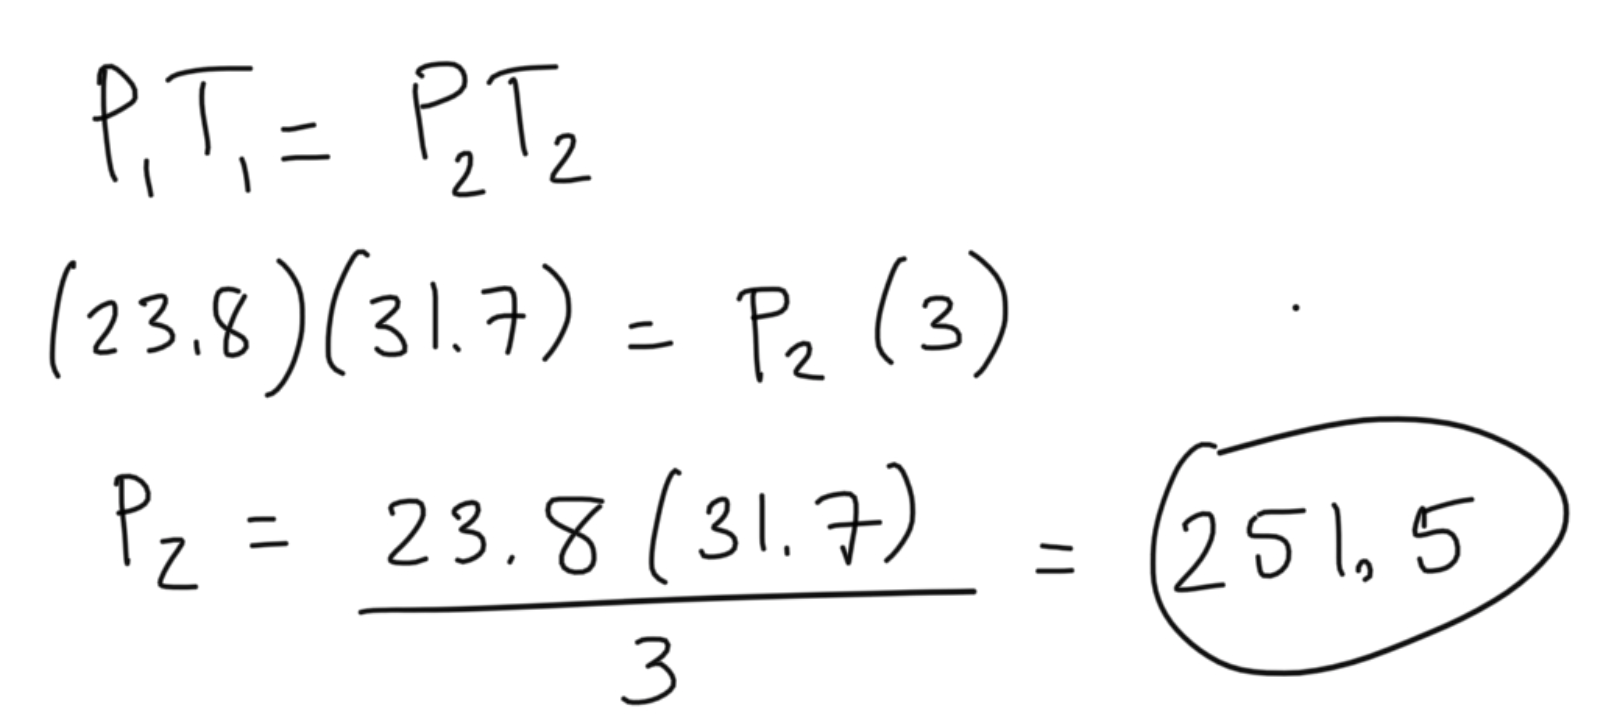 P₁T₁ = P₂T₂
(23.8)(31.7) = P₂ (3)
P₂ = 23.8 (31.7) / 3 = 251.5